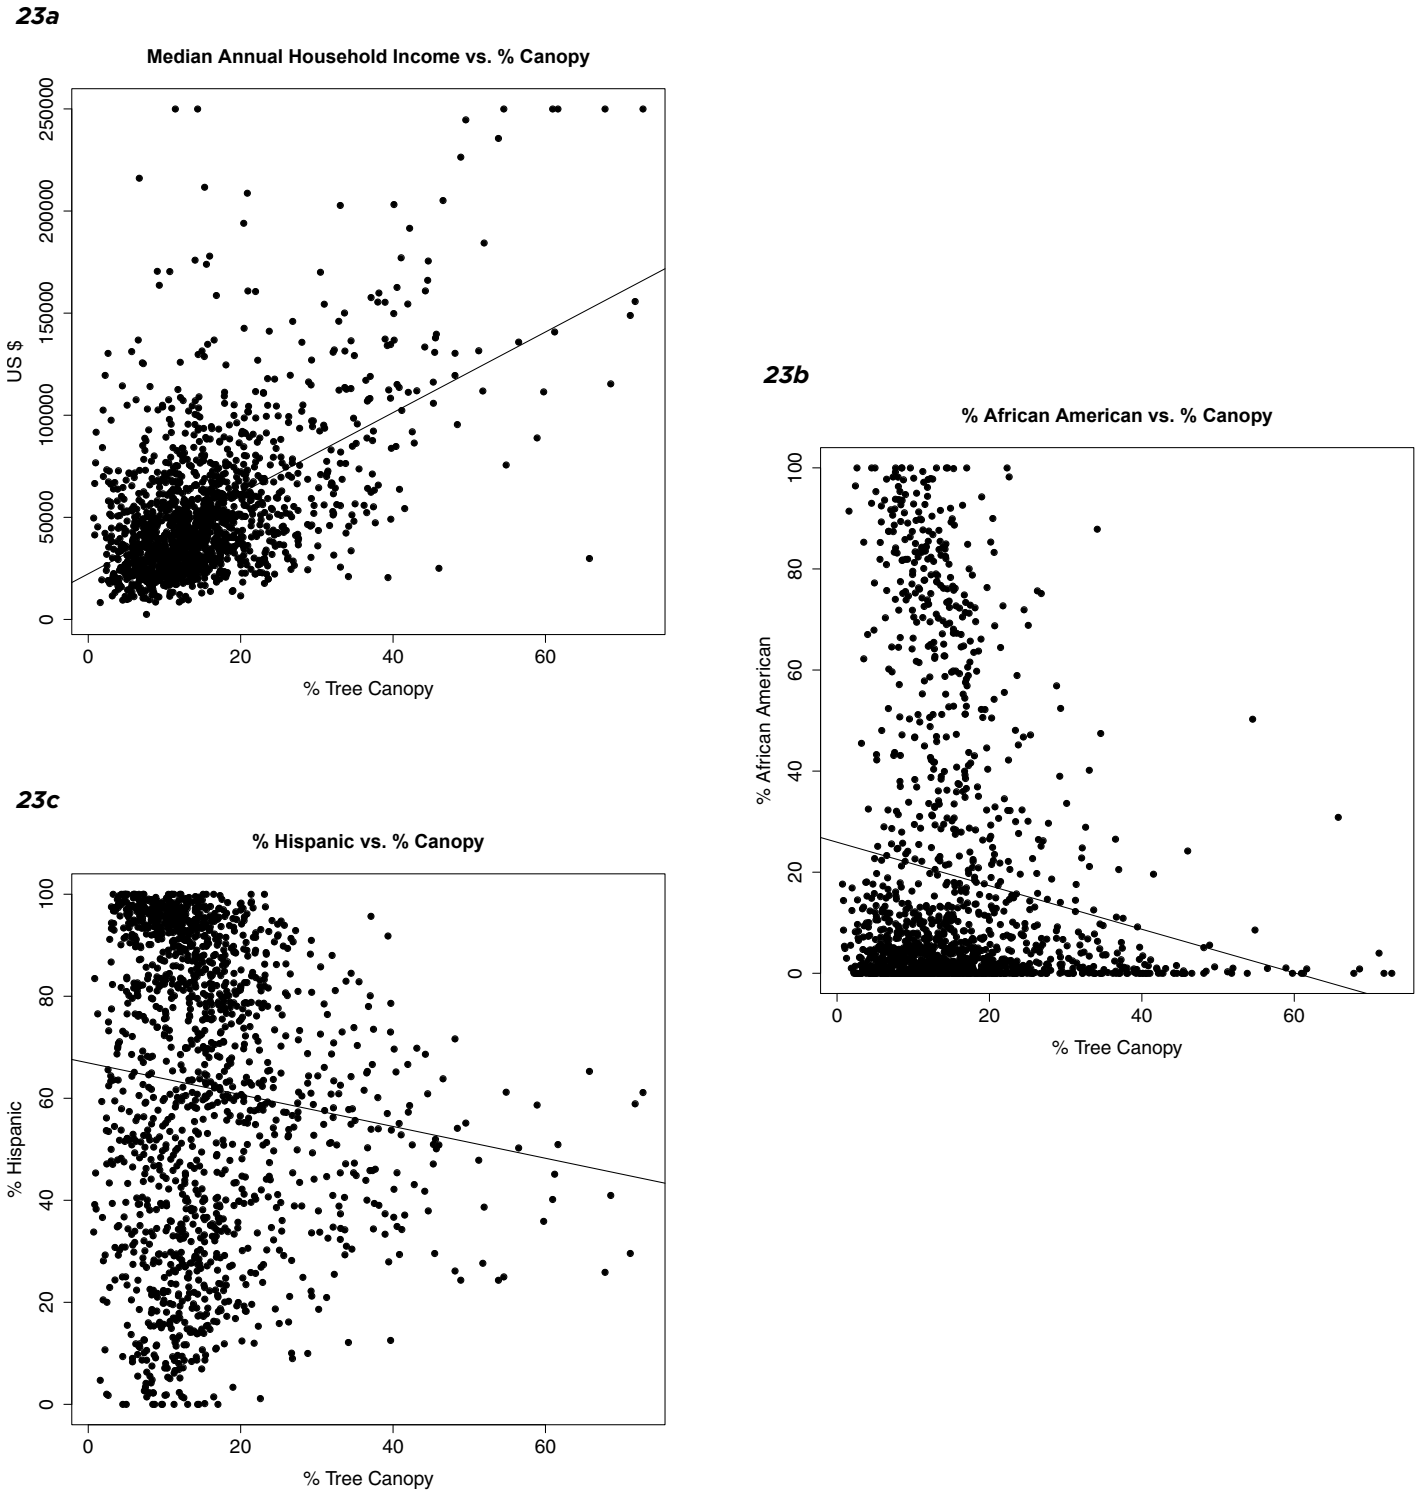 23a
Median Annual Household Income vs. % Canopy
250000
200000
150000
100000
50000
0
US $
0 20 40 60
% Tree Canopy
23b
% African American vs. % Canopy
100
80
60
40
20
0
% African American
0 20 40 60
% Tree Canopy
23c
% Hispanic vs. % Canopy
100
80
60
40
20
0
% Hispanic
0 20 40 60
% Tree Canopy